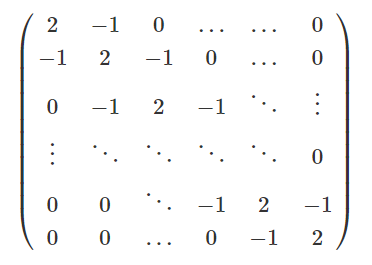 2 −1 0 … … 0
−1 2 −1 0 … 0
0 −1 2 −1 ⋱ ⋮
⋮ ⋱ ⋱ ⋱ ⋱ 0
0 0 ⋱ −1 2 −1
0 0 … 0 −1 2